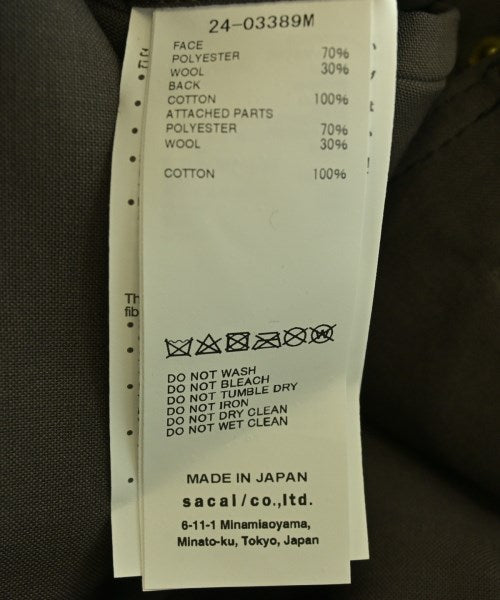 24-03389M
FACE
POLYESTER 70%
WOOL 30%
BACK
COTTON 100%
ATTACHED PARTS
POLYESTER 70%
WOOL 30%
COTTON 100%
Th
fib
DO NOT WASH
DO NOT BLEACH
DO NOT TUMBLE DRY
DO NOT IRON
DO NOT DRY CLEAN
DO NOT WET CLEAN
MADE IN JAPAN
sacai/co.,ltd.
6-11-1 Minamiaoyama,
Minato-ku, Tokyo, Japan